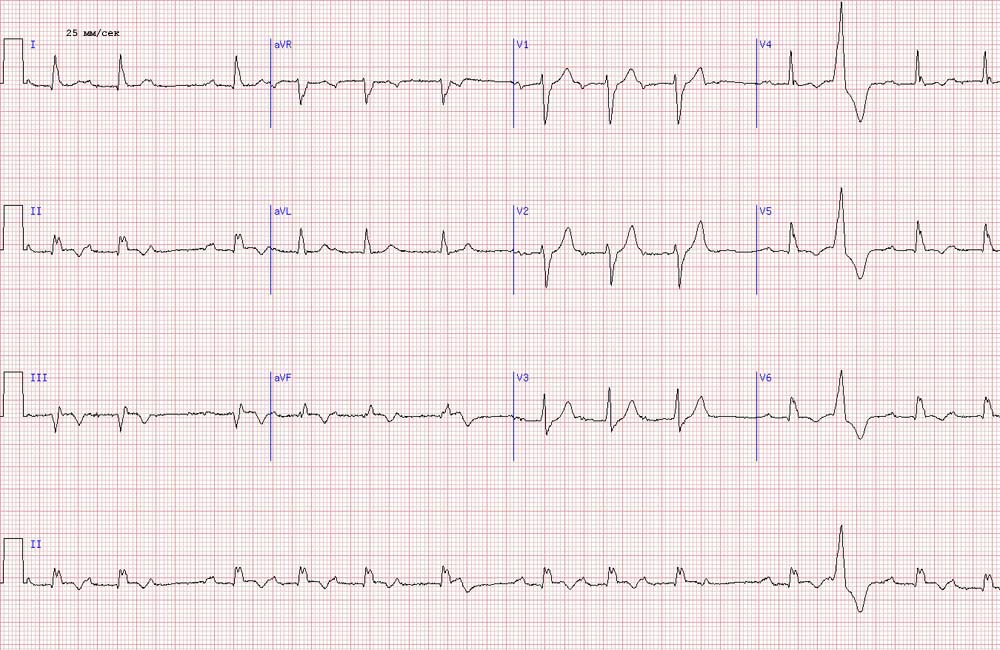 25 мм/сек
I aVR V1 V4
II aVL V2 V5
III aVF V3 V6
II